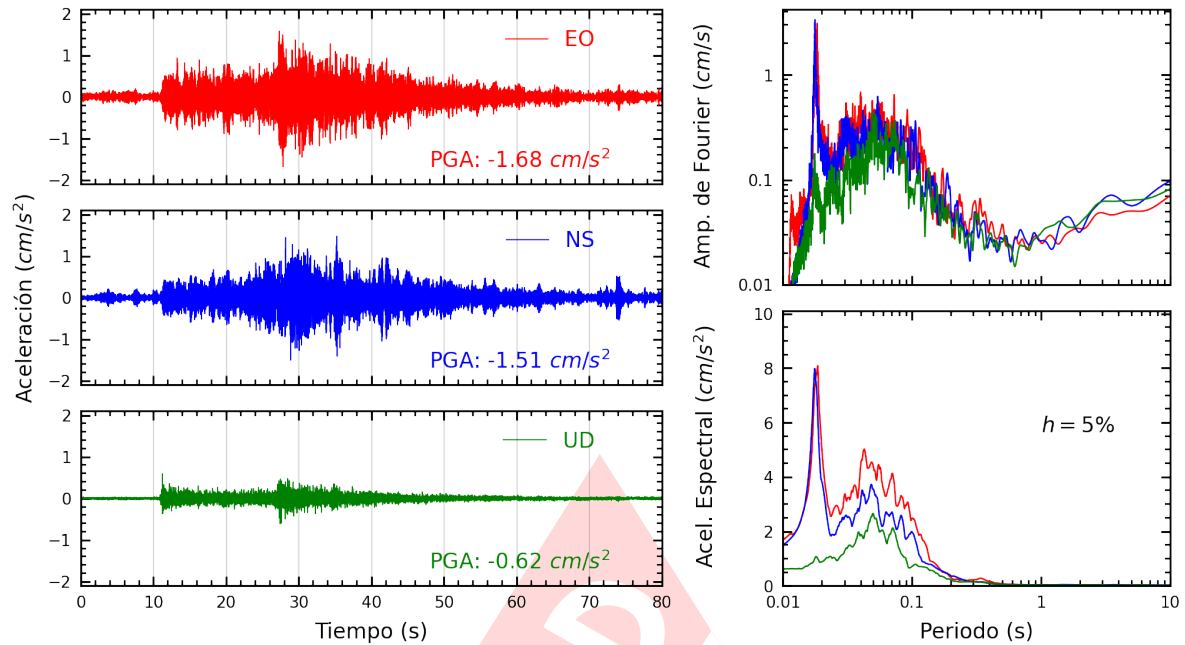 Aceleración (cm/s²)
2
1
0
−1
−2
EO
PGA: -1.68 cm/s²
2
1
0
−1
−2
NS
PGA: -1.51 cm/s²
2
1
0
−1
−2
UD
PGA: -0.62 cm/s²
0 10 20 30 40 50 60 70 80
Tiempo (s)
Amp. de Fourier (cm/s)
1
0.1
0.01
Acel. Espectral (cm/s²)
10
8
6
4
2
0
h = 5%
0.01 0.1 1 10
Periodo (s)